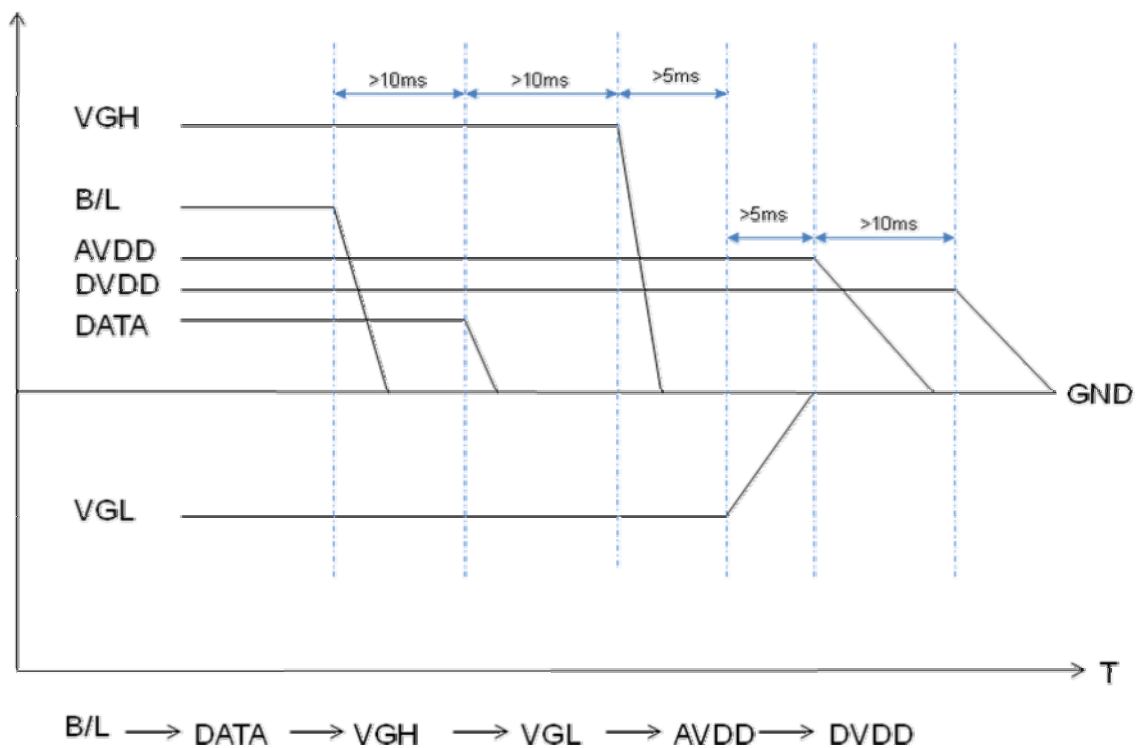 >10ms >10ms >5ms
VGH
B/L
>5ms >10ms
AVDD
DVDD
DATA
GND
VGL
T
B/L → DATA → VGH → VGL → AVDD → DVDD